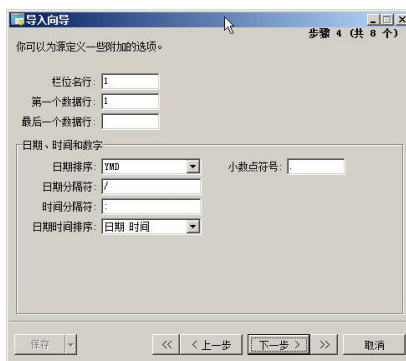 导入向导
步骤 4 (共 8 个)
你可以为源定义一些附加的选项。
栏位名行: 1
第一个数据行: 1
最后一个数据行:
日期、时间和数字
日期排序: YMD 小数点符号: .
日期分隔符: /
时间分隔符: :
日期时间排序: 日期 时间
保存 << < 上一步 下一步 > >> 取消